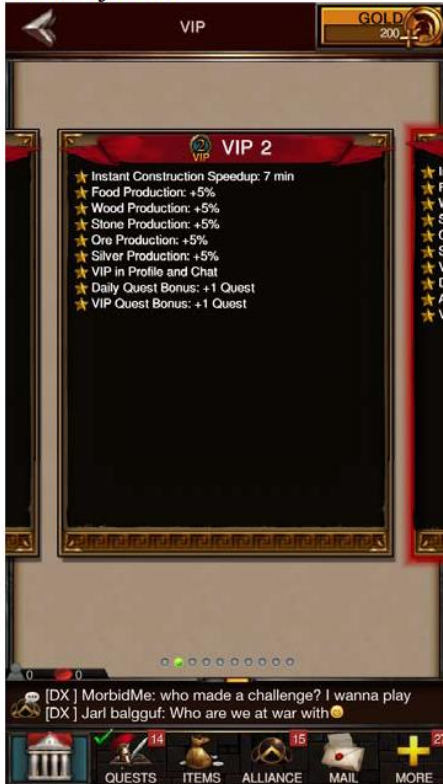 VIP
GOLD
200
2
VIP
VIP 2
Instant Construction Speedup: 7 min
Food Production: +5%
Wood Production: +5%
Stone Production: +5%
Ore Production: +5%
Silver Production: +5%
VIP in Profile and Chat
Daily Quest Bonus: +1 Quest
VIP Quest Bonus: +1 Quest
0 0
[DX ] MorbidMe: who made a challenge? I wanna play
[DX ] Jarl balgguf: Who are we at war with
14 15 27
QUESTS ITEMS ALLIANCE MAIL MORE